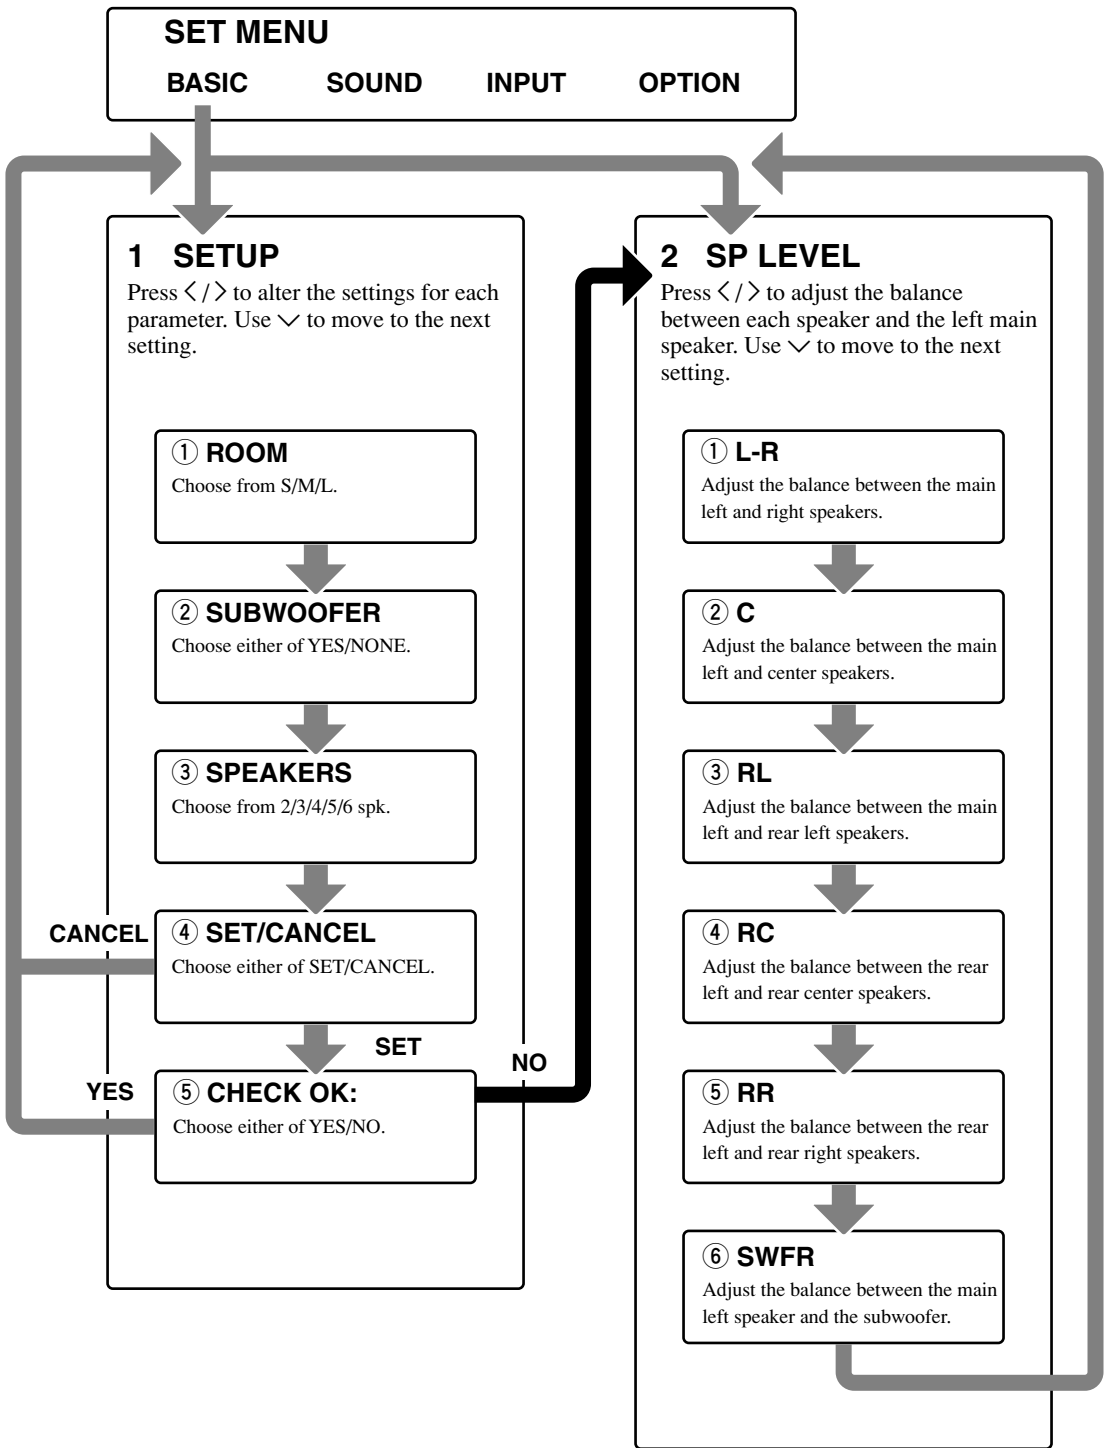 SET MENU
BASIC SOUND INPUT OPTION
1 SETUP
Press 〈 / 〉 to alter the settings for each
parameter. Use ﹀ to move to the next
setting.
① ROOM
Choose from S/M/L.
② SUBWOOFER
Choose either of YES/NONE.
③ SPEAKERS
Choose from 2/3/4/5/6 spk.
CANCEL
④ SET/CANCEL
Choose either of SET/CANCEL.
SET
NO
YES
⑤ CHECK OK:
Choose either of YES/NO.
2 SP LEVEL
Press 〈 / 〉 to adjust the balance
between each speaker and the left main
speaker. Use ﹀ to move to the next
setting.
① L-R
Adjust the balance between the main
left and right speakers.
② C
Adjust the balance between the main
left and center speakers.
③ RL
Adjust the balance between the main
left and rear left speakers.
④ RC
Adjust the balance between the rear
left and rear center speakers.
⑤ RR
Adjust the balance between the rear
left and rear right speakers.
⑥ SWFR
Adjust the balance between the main
left speaker and the subwoofer.